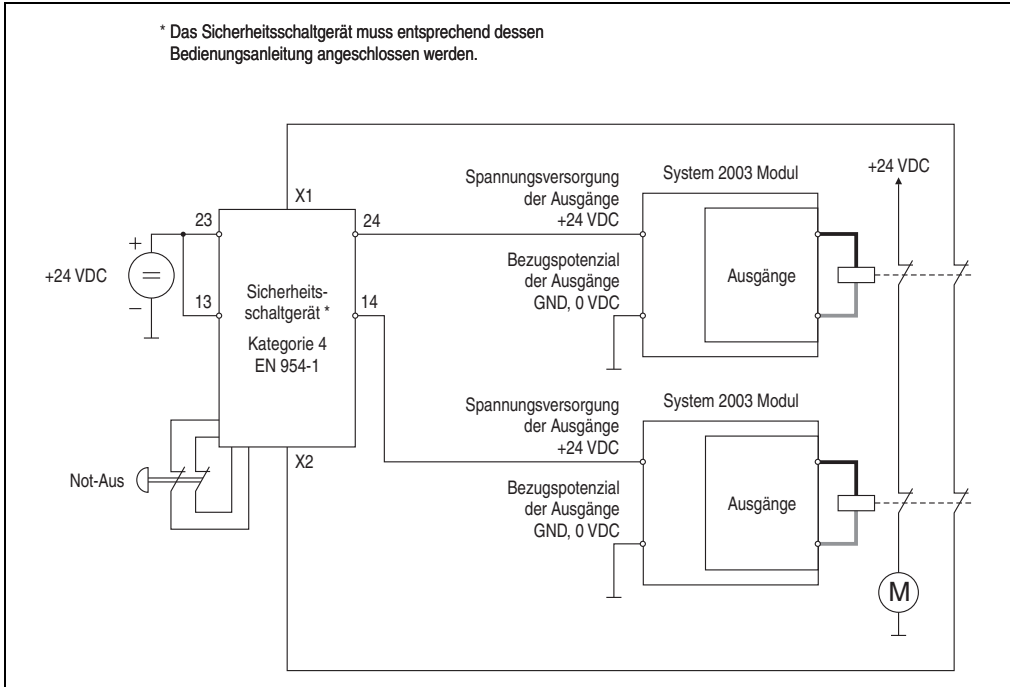 * Das Sicherheitsschaltgerät muss entsprechend dessen
Bedienungsanleitung angeschlossen werden.
X1
23
24
+
+24 VDC
–
13
14
Sicherheits-
schaltgerät *
Kategorie 4
EN 954-1
X2
Not-Aus
Spannungsversorgung
der Ausgänge
+24 VDC
Bezugspotenzial
der Ausgänge
GND, 0 VDC
System 2003 Modul
Ausgänge
+24 VDC
Spannungsversorgung
der Ausgänge
+24 VDC
Bezugspotenzial
der Ausgänge
GND, 0 VDC
System 2003 Modul
Ausgänge
M